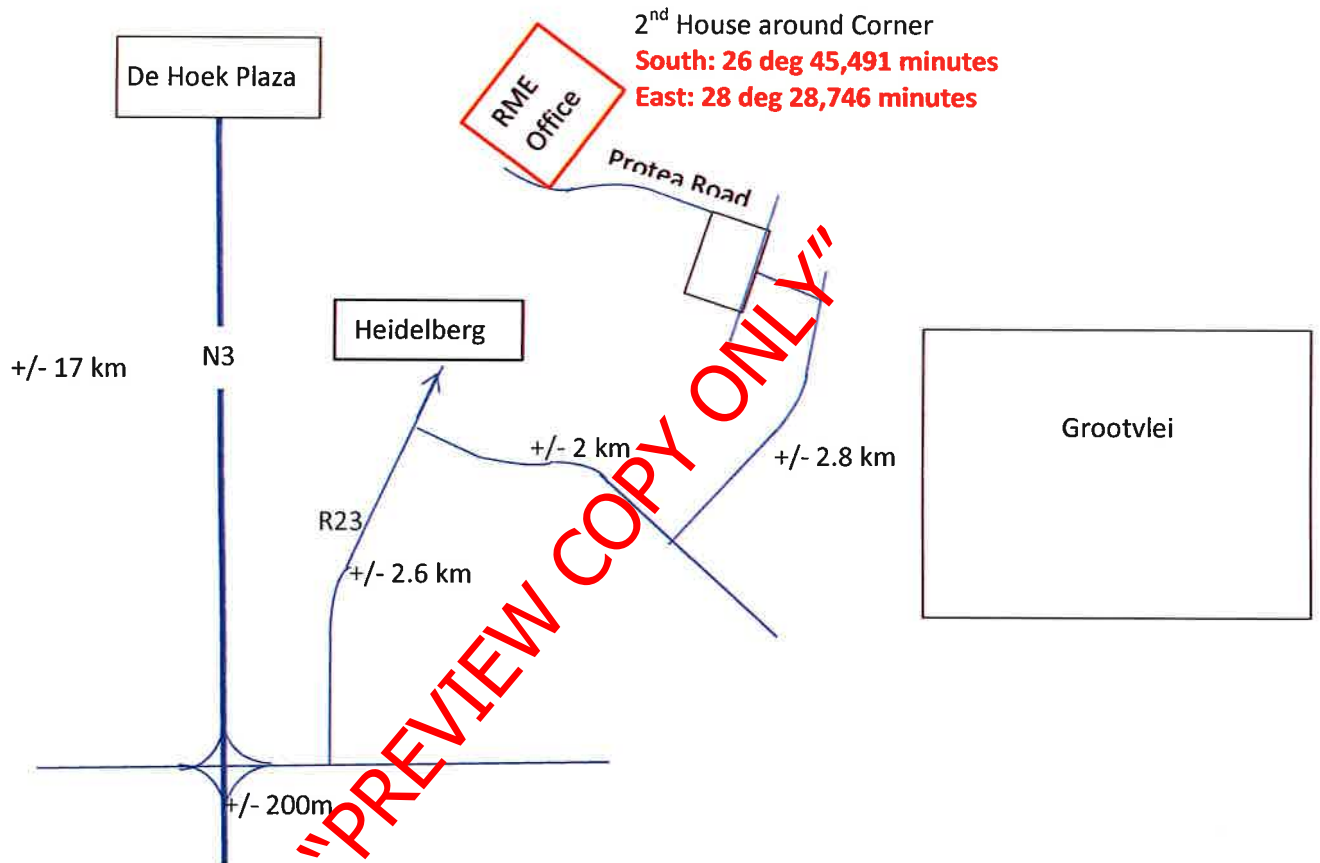 2nd House around Corner
South: 26 deg 45,491 minutes
East: 28 deg 28,746 minutes
De Hoek Plaza
RME
Office
Protea Road
Heidelberg
+/- 17 km
N3
+/- 2 km
+/- 2.8 km
Grootvlei
R23
+/- 2.6 km
+/- 200m
“PREVIEW COPY ONLY”